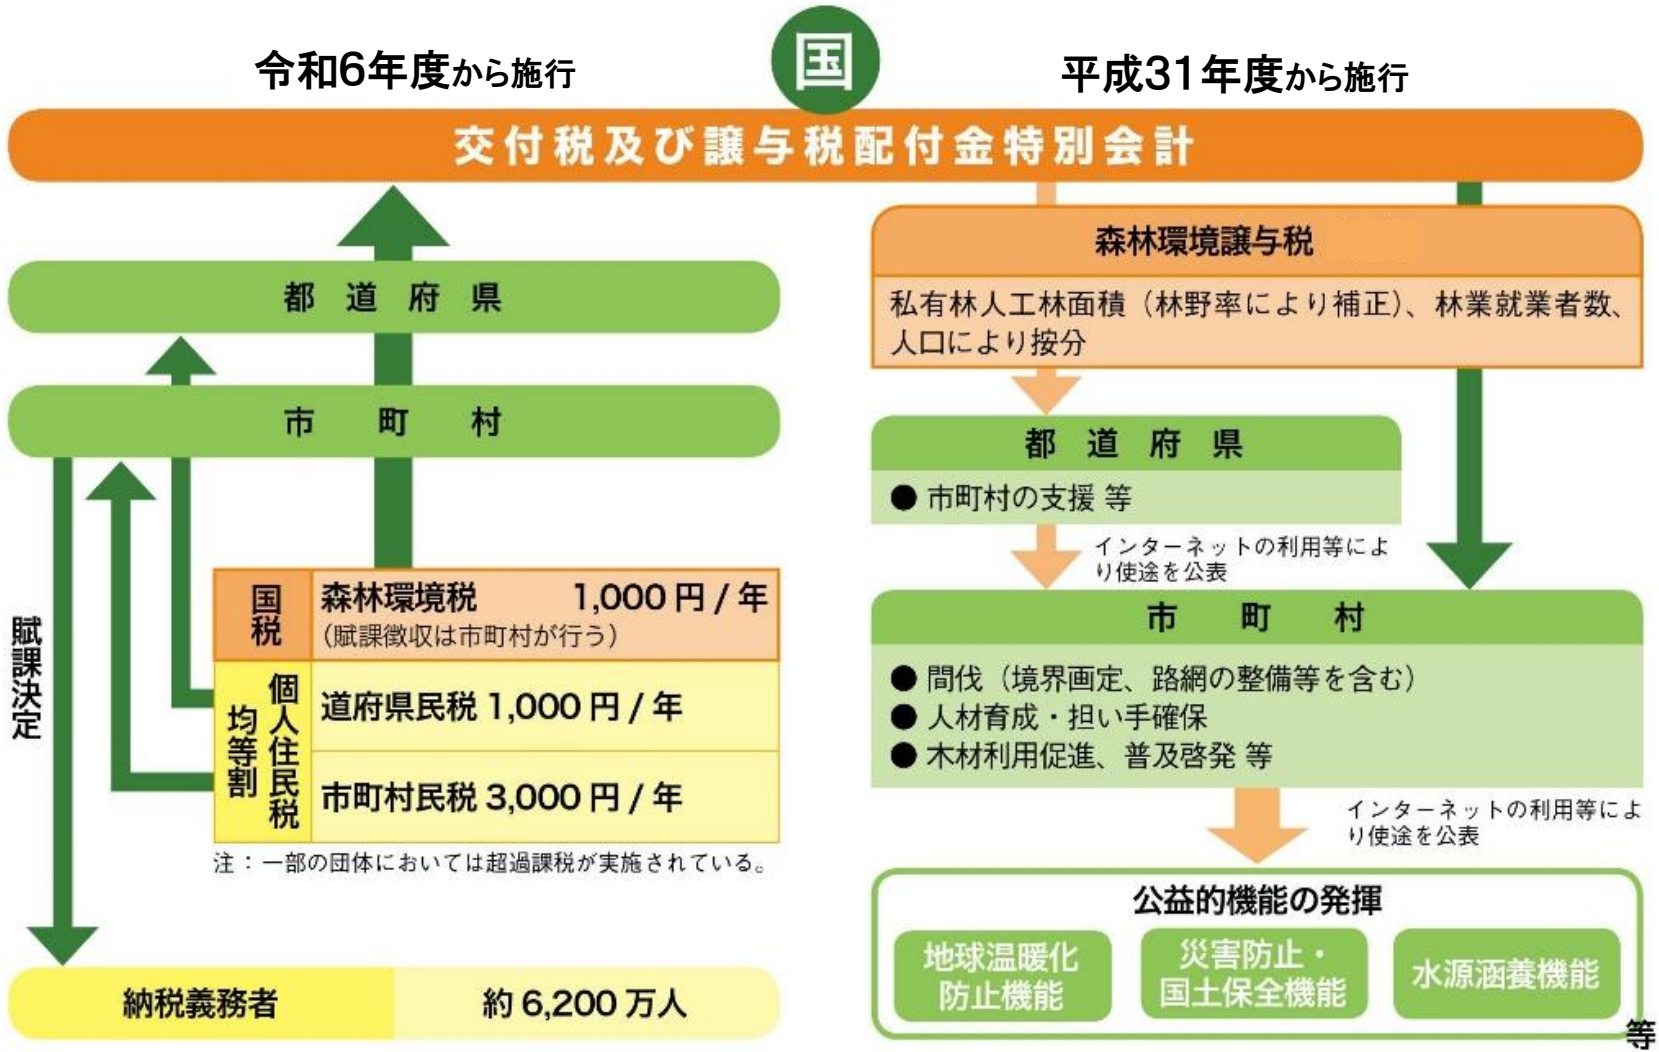 国
令和6年度から施行
平成31年度から施行
交付税及び譲与税配付金特別会計
都道府県
市町村
賦課決定
国税
森林環境税 1,000円/年
（賦課徴収は市町村が行う）
個人住民税
均等割
道府県民税 1,000円/年
市町村民税 3,000円/年
注：一部の団体においては超過課税が実施されている。
納税義務者 約6,200万人
森林環境譲与税
私有林人工林面積（林野率により補正）、林業就業者数、
人口により按分
都道府県
● 市町村の支援 等
インターネットの利用等によ
り使途を公表
市町村
● 間伐（境界画定、路網の整備等を含む）
● 人材育成・担い手確保
● 木材利用促進、普及啓発 等
インターネットの利用等によ
り使途を公表
公益的機能の発揮
地球温暖化
防止機能
災害防止・
国土保全機能
水源涵養機能
等